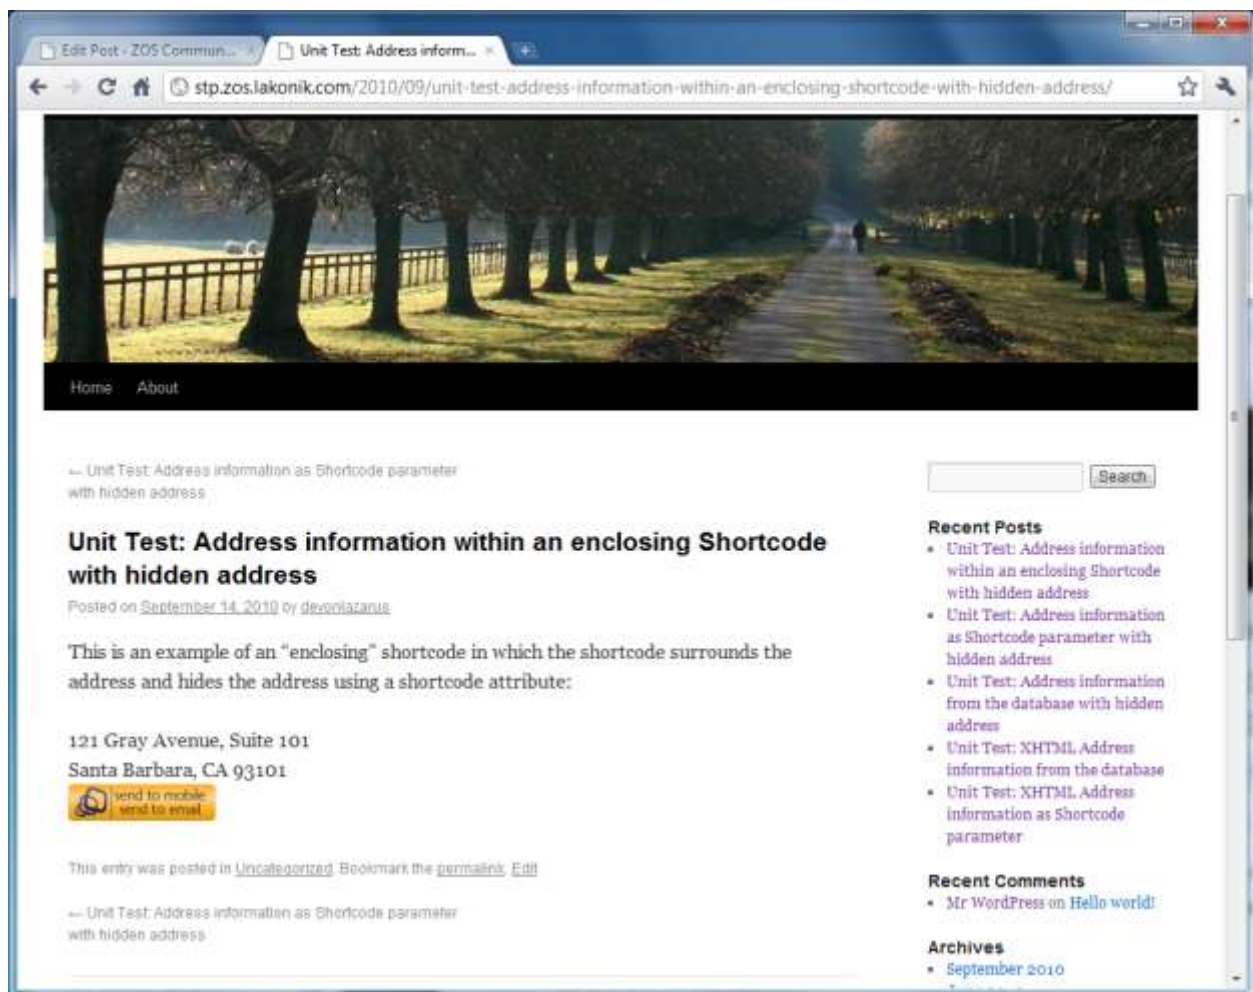 Edit Post - ZOS Commun...
Unit Test: Address inform...
stp.zos.lakonik.com/2010/09/unit-test-address-information-within-an-enclosing-shortcode-with-hidden-address/
Home About
← Unit Test: Address information as Shortcode parameter
with hidden address
Unit Test: Address information within an enclosing Shortcode
with hidden address
Posted on September 14, 2010 by devonlazarus
This is an example of an “enclosing” shortcode in which the shortcode surrounds the
address and hides the address using a shortcode attribute:
121 Gray Avenue, Suite 101
Santa Barbara, CA 93101
send to mobile
send to email
This entry was posted in Uncategorized. Bookmark the permalink. Edit
← Unit Test: Address information as Shortcode parameter
with hidden address
Search
Recent Posts
Unit Test: Address information
within an enclosing Shortcode
with hidden address
Unit Test: Address information
as Shortcode parameter with
hidden address
Unit Test: Address information
from the database with hidden
address
Unit Test: XHTML Address
information from the database
Unit Test: XHTML Address
information as Shortcode
parameter
Recent Comments
Mr WordPress on Hello world!
Archives
September 2010